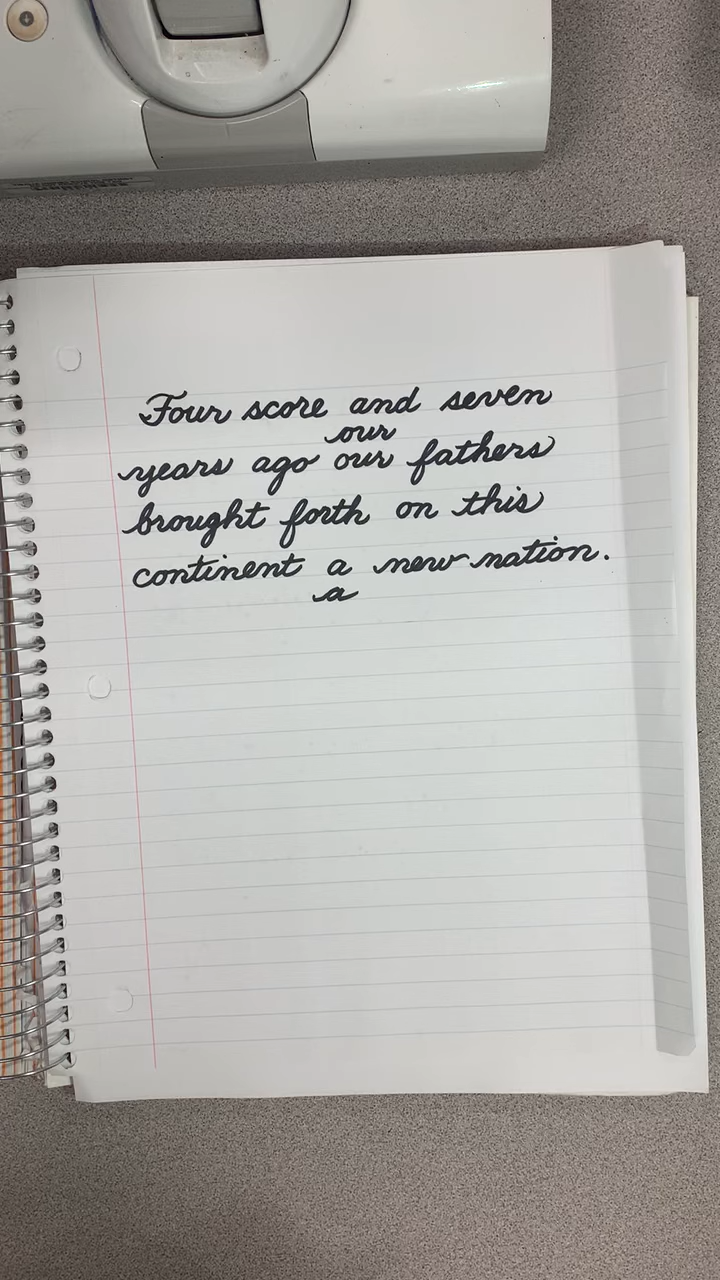 Four score and seven
our
years ago our fathers
brought forth on this
continent a new nation.
a